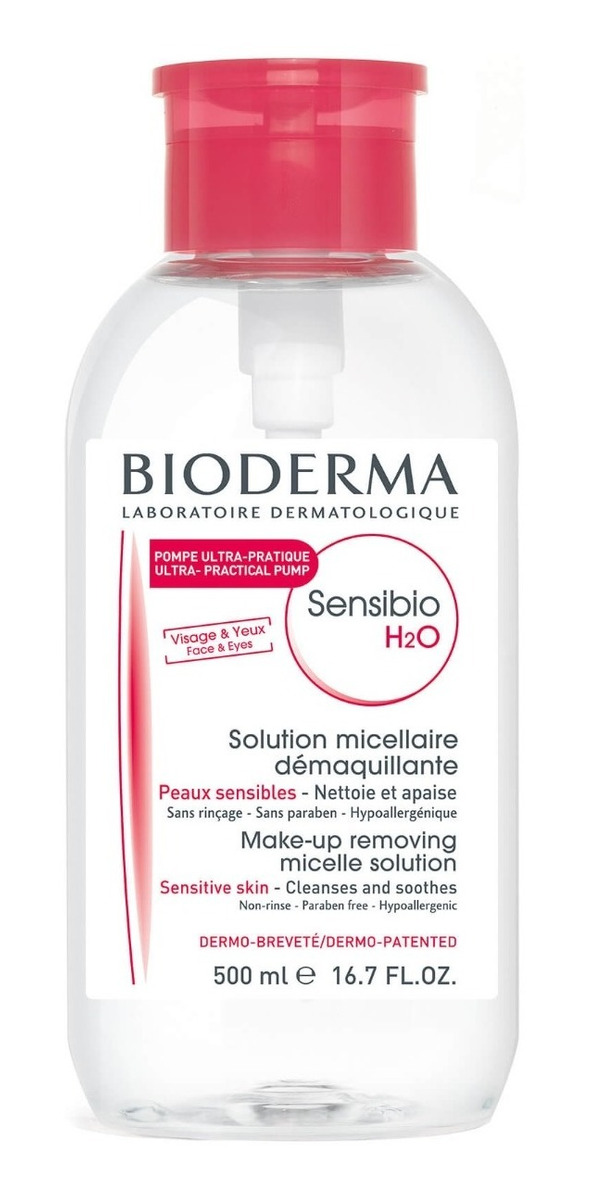 BIODERMA
LABORATOIRE DERMATOLOGIQUE
POMPE ULTRA-PRATIQUE
ULTRA- PRACTICAL PUMP
Sensibio
H2O
Visage & Yeux
Face & Eyes
Solution micellaire
démaquillante
Peaux sensibles - Nettoie et apaise
Sans rinçage - Sans paraben - Hypoallergénique
Make-up removing
micelle solution
Sensitive skin - Cleanses and soothes
Non-rinse - Paraben free - Hypoallergenic
DERMO-BREVETÉ/DERMO-PATENTED
500 ml ℮ 16.7 FL.OZ.